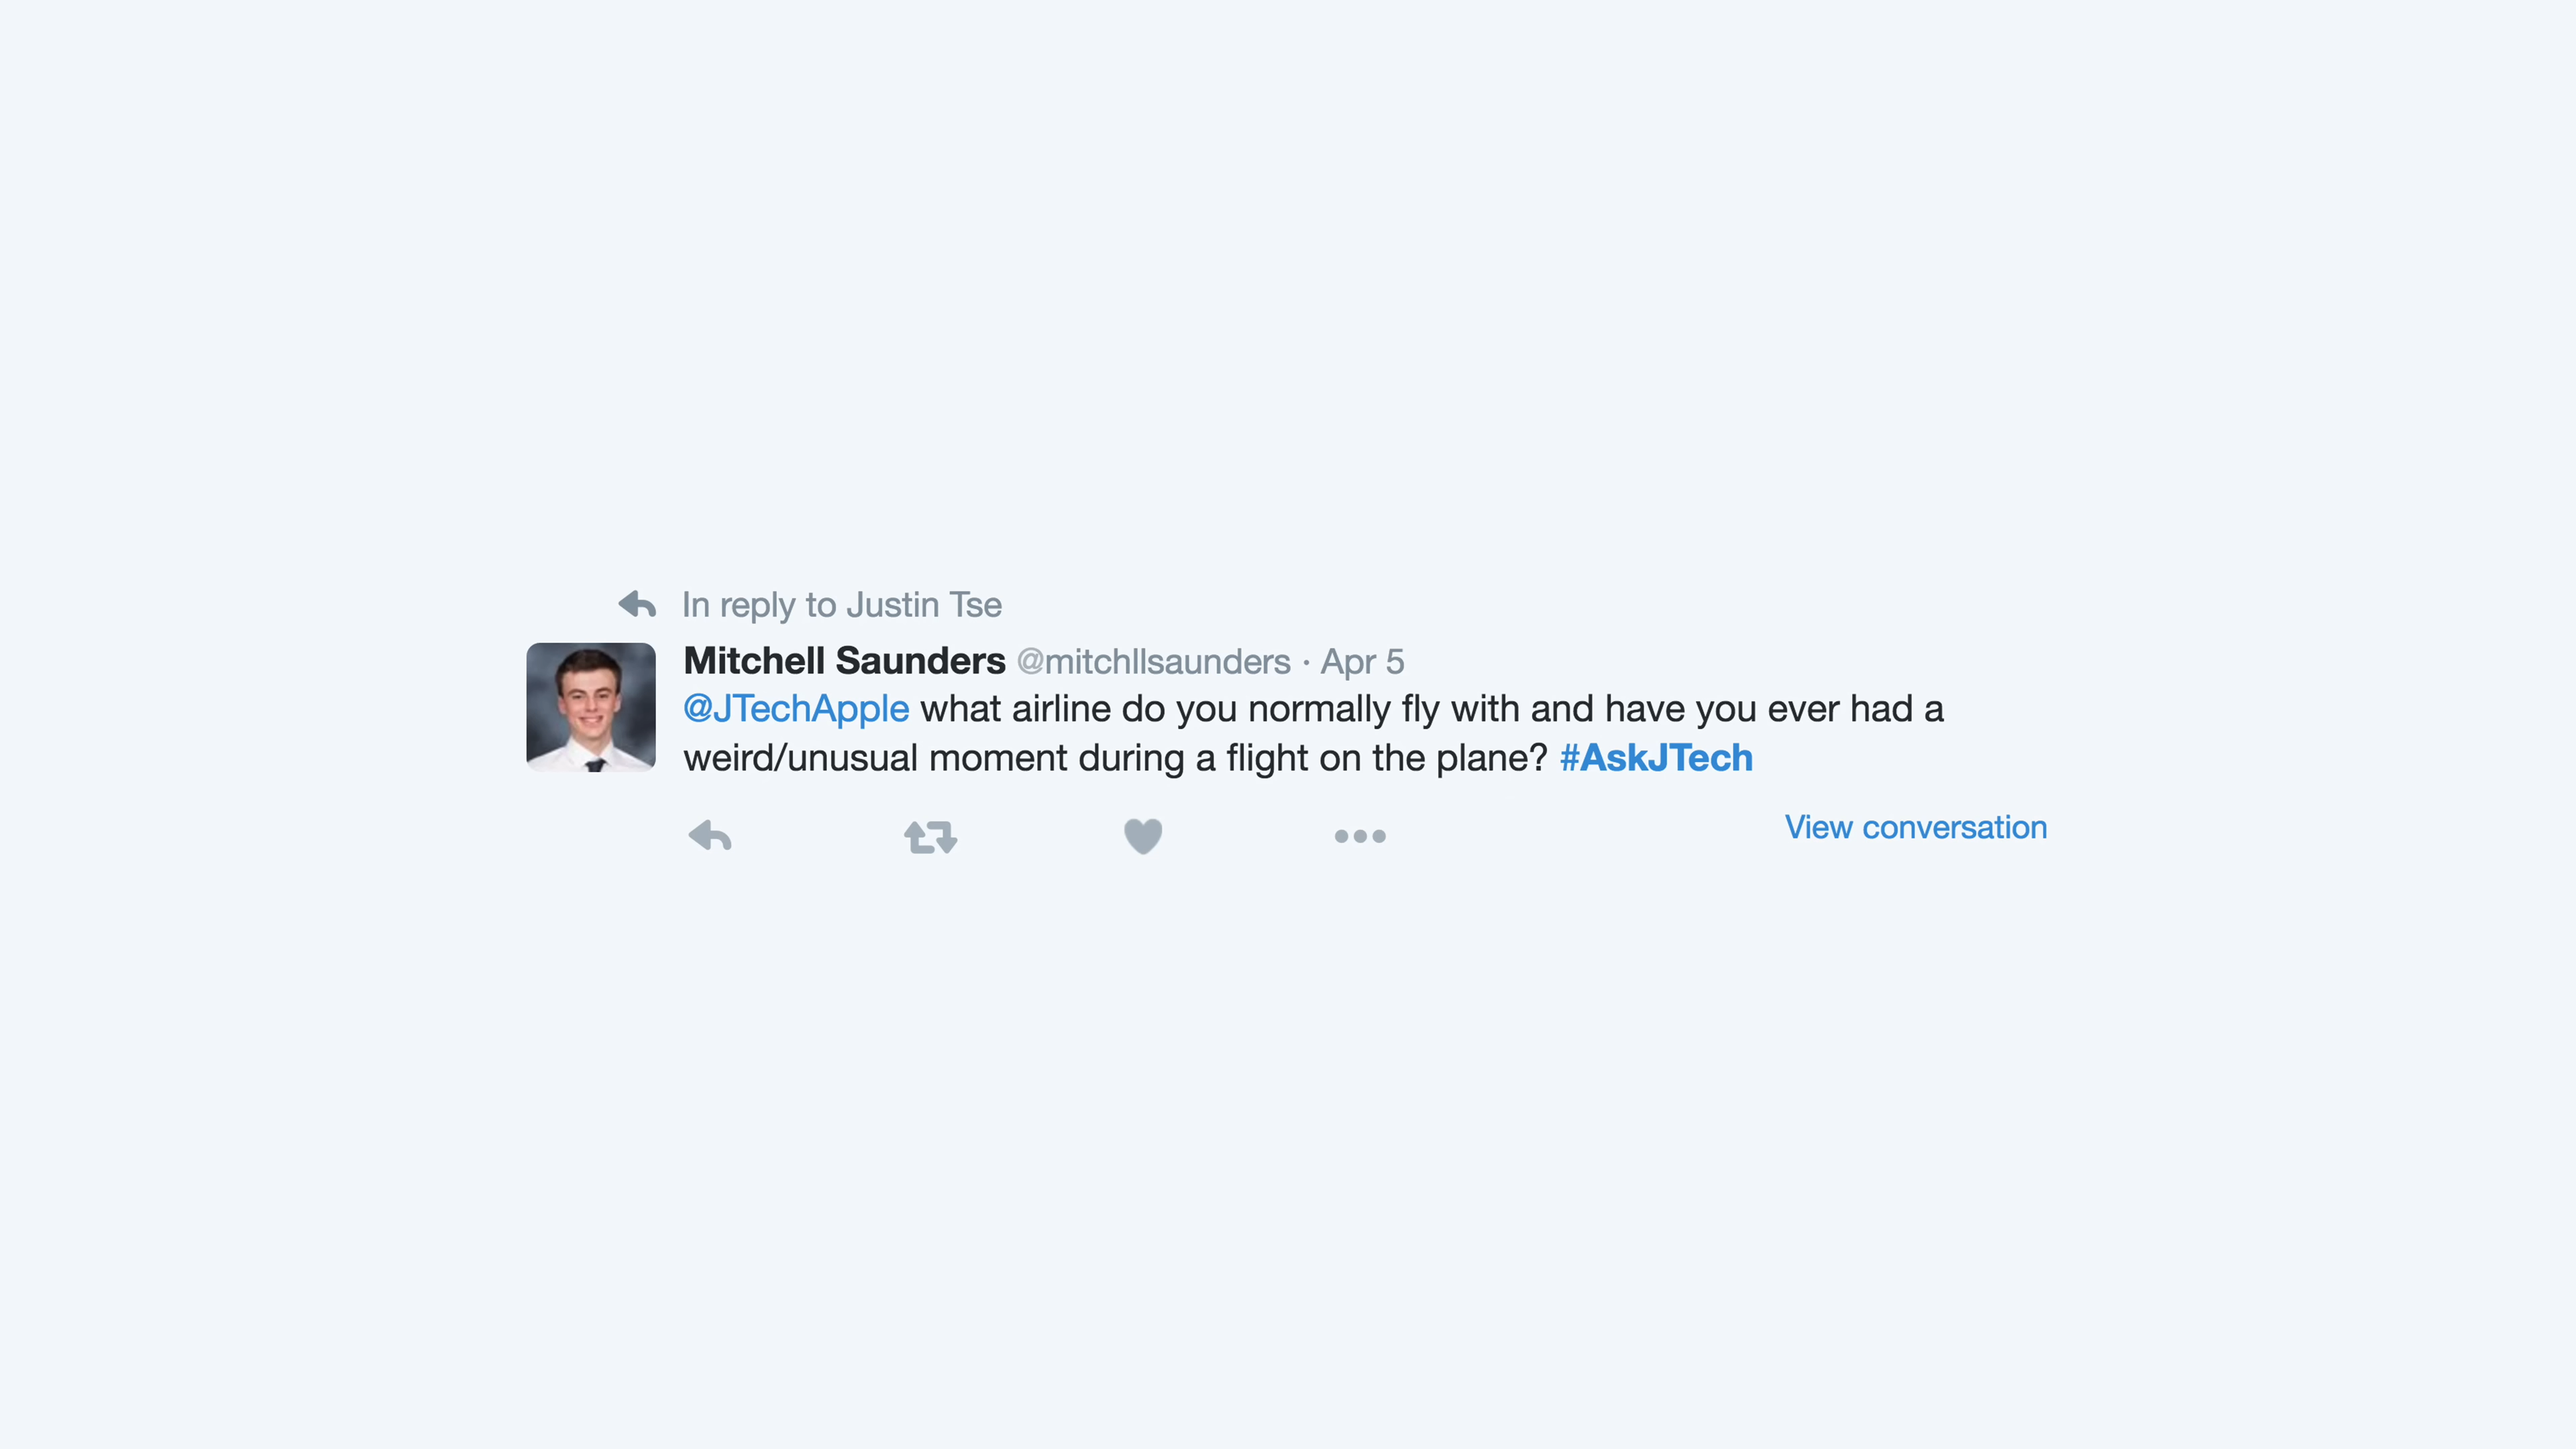 In reply to Justin Tse
Mitchell Saunders @mitchllsaunders · Apr 5
@JTechApple what airline do you normally fly with and have you ever had a
weird/unusual moment during a flight on the plane? #AskJTech
View conversation